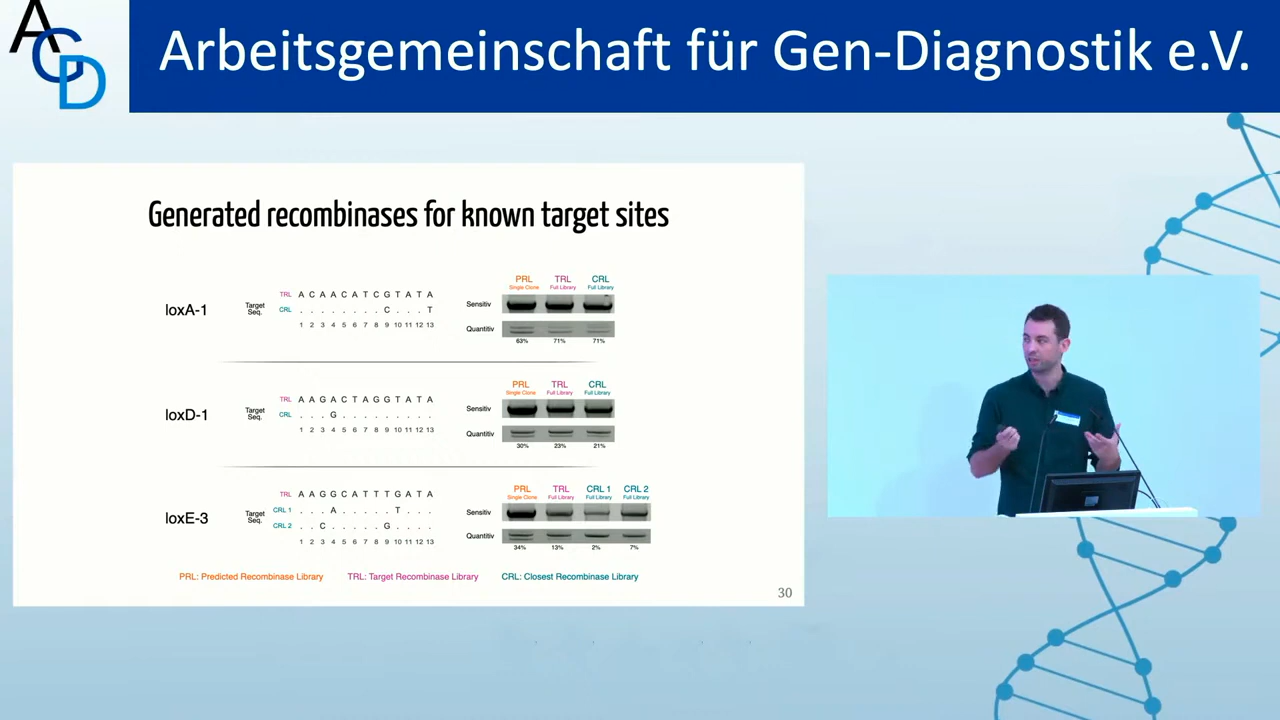 AGD
Arbeitsgemeinschaft für Gen-Diagnostik e.V.
Generated recombinases for known target sites
loxA-1
Target Seq.
TRL A C A A C A T C G T A T A
CRL . . . . . . . . C . . . T
1 2 3 4 5 6 7 8 9 10 11 12 13
PRL TRL CRL
Single Clone Full Library Full Library
Sensitiv
Quantitiv
63% 71% 71%
loxD-1
Target Seq.
TRL A A G A C T A G G T A T A
CRL . . . G . . . . . . . . .
1 2 3 4 5 6 7 8 9 10 11 12 13
PRL TRL CRL
Single Clone Full Library Full Library
Sensitiv
Quantitiv
30% 23% 21%
loxE-3
Target Seq.
TRL A A G G C A T T T G A T A
CRL 1 . . . A . . . . . T . . .
CRL 2 . . C . . . . . G . . . .
1 2 3 4 5 6 7 8 9 10 11 12 13
PRL TRL CRL 1 CRL 2
Single Clone Full Library Full Library Full Library
Sensitiv
Quantitiv
34% 13% 2% 7%
PRL: Predicted Recombinase Library TRL: Target Recombinase Library CRL: Closest Recombinase Library
30